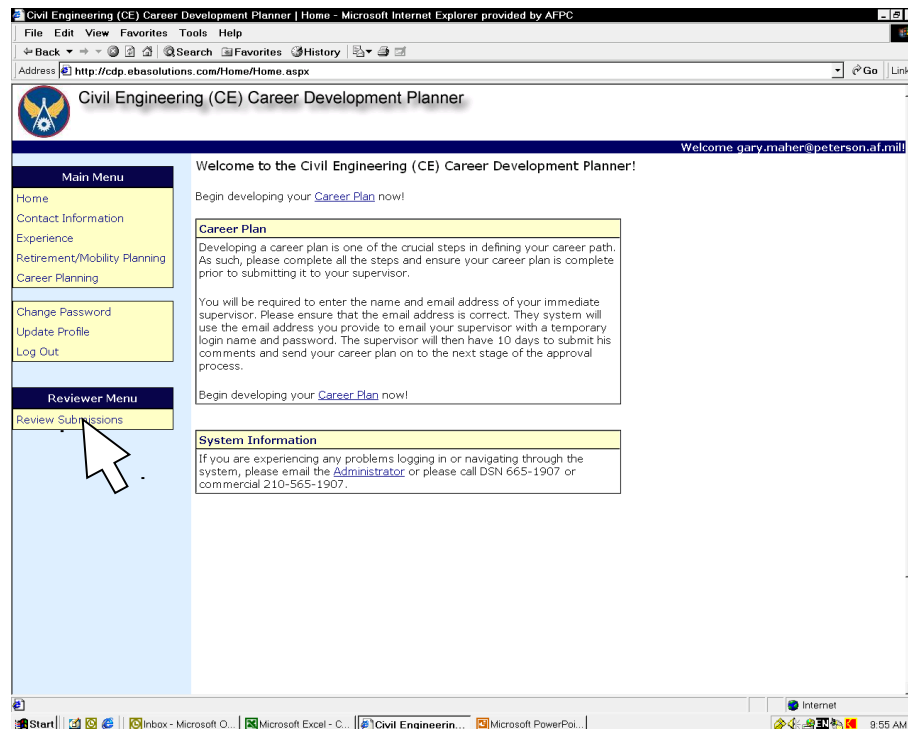 Civil Engineering (CE) Career Development Planner | Home - Microsoft Internet Explorer provided by AFPC
File Edit View Favorites Tools Help
Back Search Favorites History
Address http://cdp.ebasolutions.com/Home/Home.aspx Go Link
Civil Engineering (CE) Career Development Planner
Welcome gary.maher@peterson.af.mil!
Main Menu
Home
Contact Information
Experience
Retirement/Mobility Planning
Career Planning
Change Password
Update Profile
Log Out
Reviewer Menu
Review Submissions
Welcome to the Civil Engineering (CE) Career Development Planner!
Begin developing your Career Plan now!
Career Plan
Developing a career plan is one of the crucial steps in defining your career path.
As such, please complete all the steps and ensure your career plan is complete
prior to submitting it to your supervisor.
You will be required to enter the name and email address of your immediate
supervisor. Please ensure that the email address is correct. They system will
use the email address you provide to email your supervisor with a temporary
login name and password. The supervisor will then have 10 days to submit his
comments and send your career plan on to the next stage of the approval
process.
Begin developing your Career Plan now!
System Information
If you are experiencing any problems logging in or navigating through the
system, please email the Administrator or please call DSN 665-1907 or
commercial 210-565-1907.
Internet
Start Inbox - Microsoft O... Microsoft Excel - C... Civil Engineerin... Microsoft PowerPoi... EN 9:55 AM